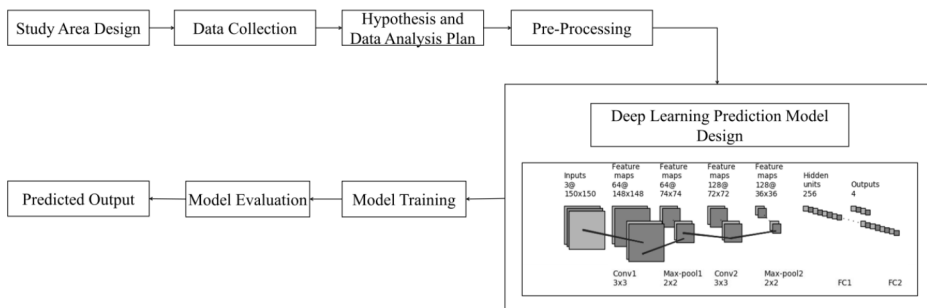 Study Area Design
Data Collection
Hypothesis and
Data Analysis Plan
Pre-Processing
Deep Learning Prediction Model
Design
Inputs
3@
150x150
Feature
maps
64@
148x148
Feature
maps
64@
74x74
Feature
maps
128@
72x72
Feature
maps
128@
36x36
Hidden
units
256
Outputs
4
Conv1
3x3
Max-pool1
2x2
Conv2
3x3
Max-pool2
2x2
FC1
FC2
Model Training
Model Evaluation
Predicted Output